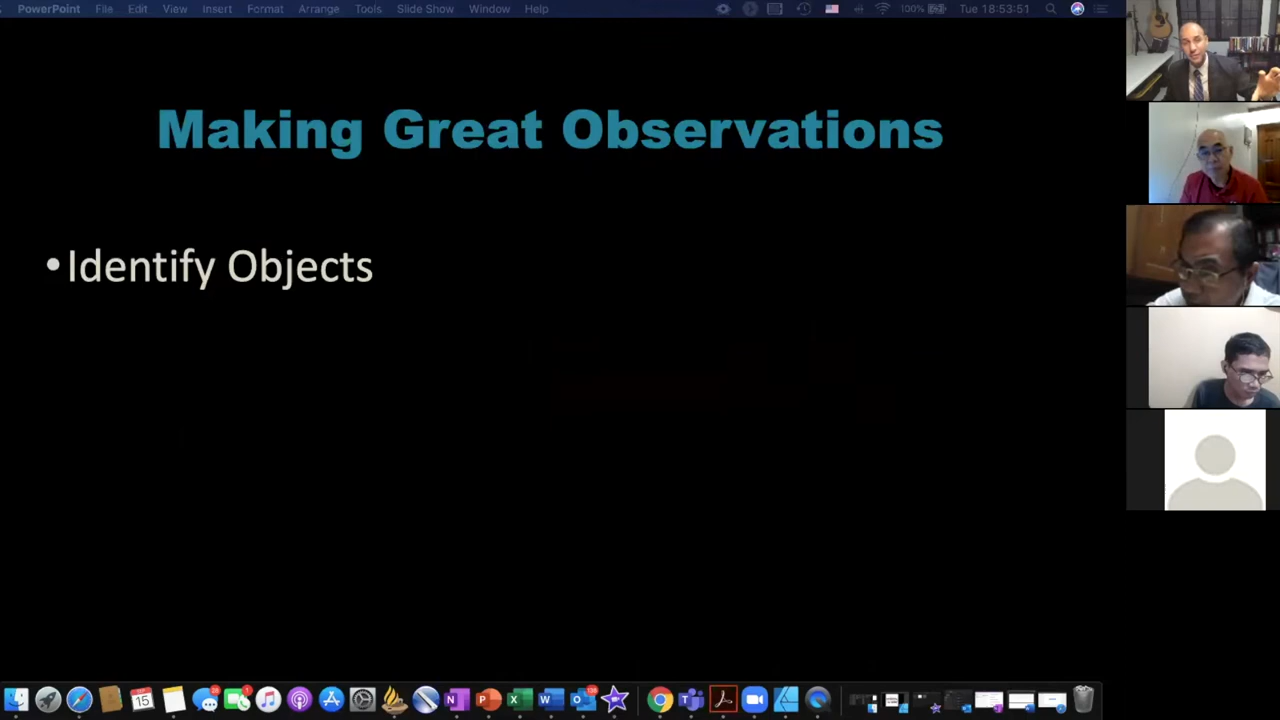 PowerPoint File Edit View Insert Format Arrange Tools Slide Show Window Help 100% Tue 18:53:51
Making Great Observations
•Identify Objects
15